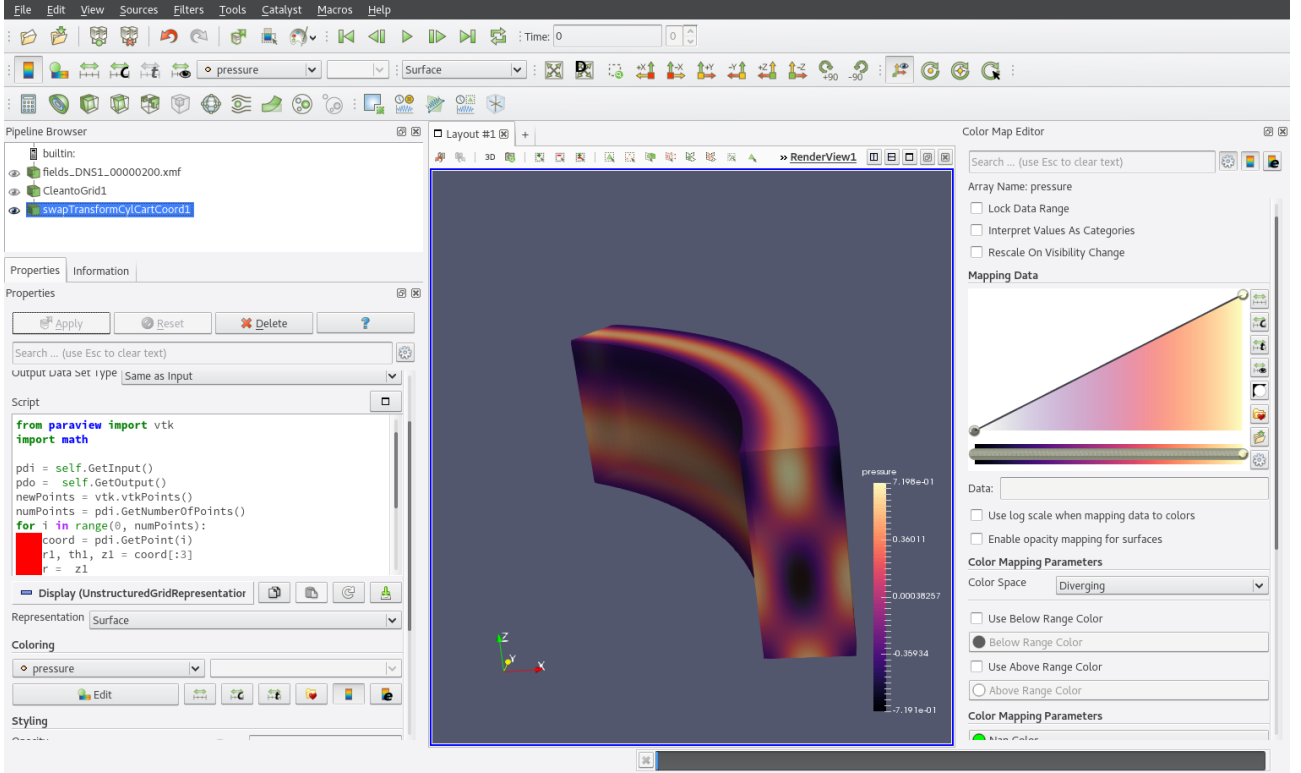 File Edit View Sources Filters Tools Catalyst Macros Help
Time: 0 0
pressure Surface +X -X +Y -Y +Z -Z +90 -90
Pipeline Browser
builtin:
fields_DNS1_00000200.xmf
CleantoGrid1
swapTransformCylCartCoord1
Properties Information
Properties
Apply Reset Delete ?
Search ... (use Esc to clear text)
Output Data Set Type Same as Input
Script
from paraview import vtk
import math
pdi = self.GetInput()
pdo =  self.GetOutput()
newPoints = vtk.vtkPoints()
numPoints = pdi.GetNumberOfPoints()
for i in range(0, numPoints):
coord = pdi.GetPoint(i)
r1, th1, z1 = coord[:3]
r =  z1
Display (UnstructuredGridRepresentation
Representation Surface
Coloring
pressure
Edit
Styling
Layout #1 +
3D » RenderView1
pressure
7.198e-01
0.36011
0.00038257
-0.35934
-7.191e-01
Z
Y
X
Color Map Editor
Search ... (use Esc to clear text)
Array Name: pressure
Lock Data Range
Interpret Values As Categories
Rescale On Visibility Change
Mapping Data
Data:
Use log scale when mapping data to colors
Enable opacity mapping for surfaces
Color Mapping Parameters
Color Space Diverging
Use Below Range Color
Below Range Color
Use Above Range Color
Above Range Color
Color Mapping Parameters
Nan Color